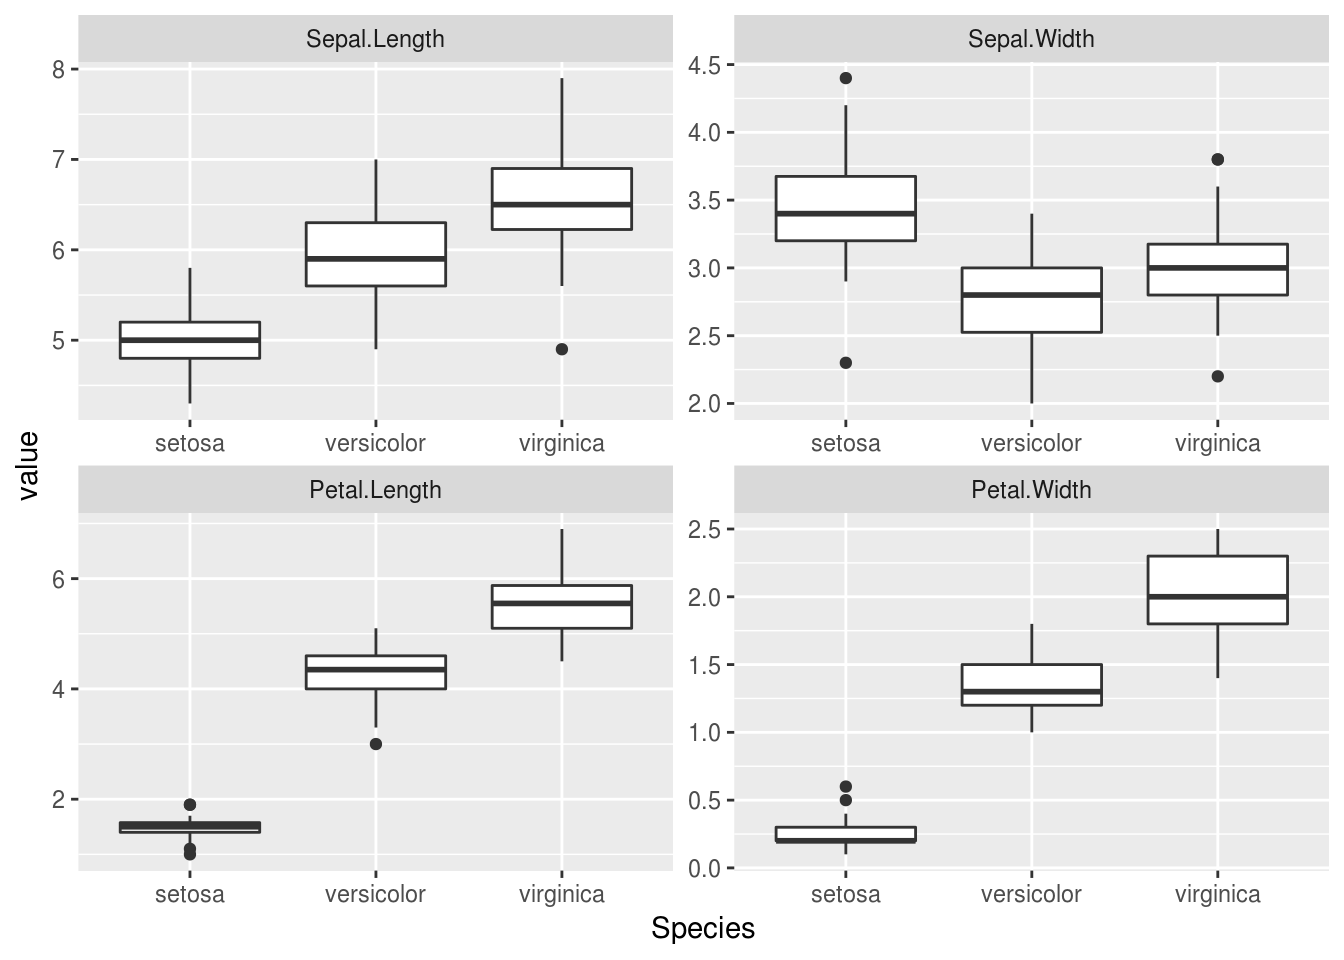 Sepal.Length
Sepal.Width
8
7
6
5
4.5
4.0
3.5
3.0
2.5
2.0
setosa versicolor virginica
setosa versicolor virginica
value
Petal.Length
Petal.Width
6
4
2
2.5
2.0
1.5
1.0
0.5
0.0
setosa versicolor virginica
setosa versicolor virginica
Species